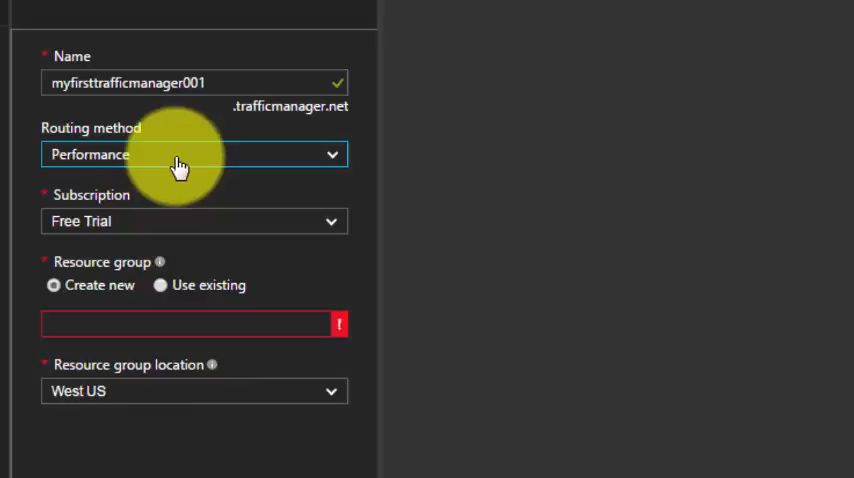 * Name
myfirsttrafficmanager001
.trafficmanager.net
Routing method
Performance
* Subscription
Free Trial
* Resource group
Create new Use existing
!
* Resource group location
West US